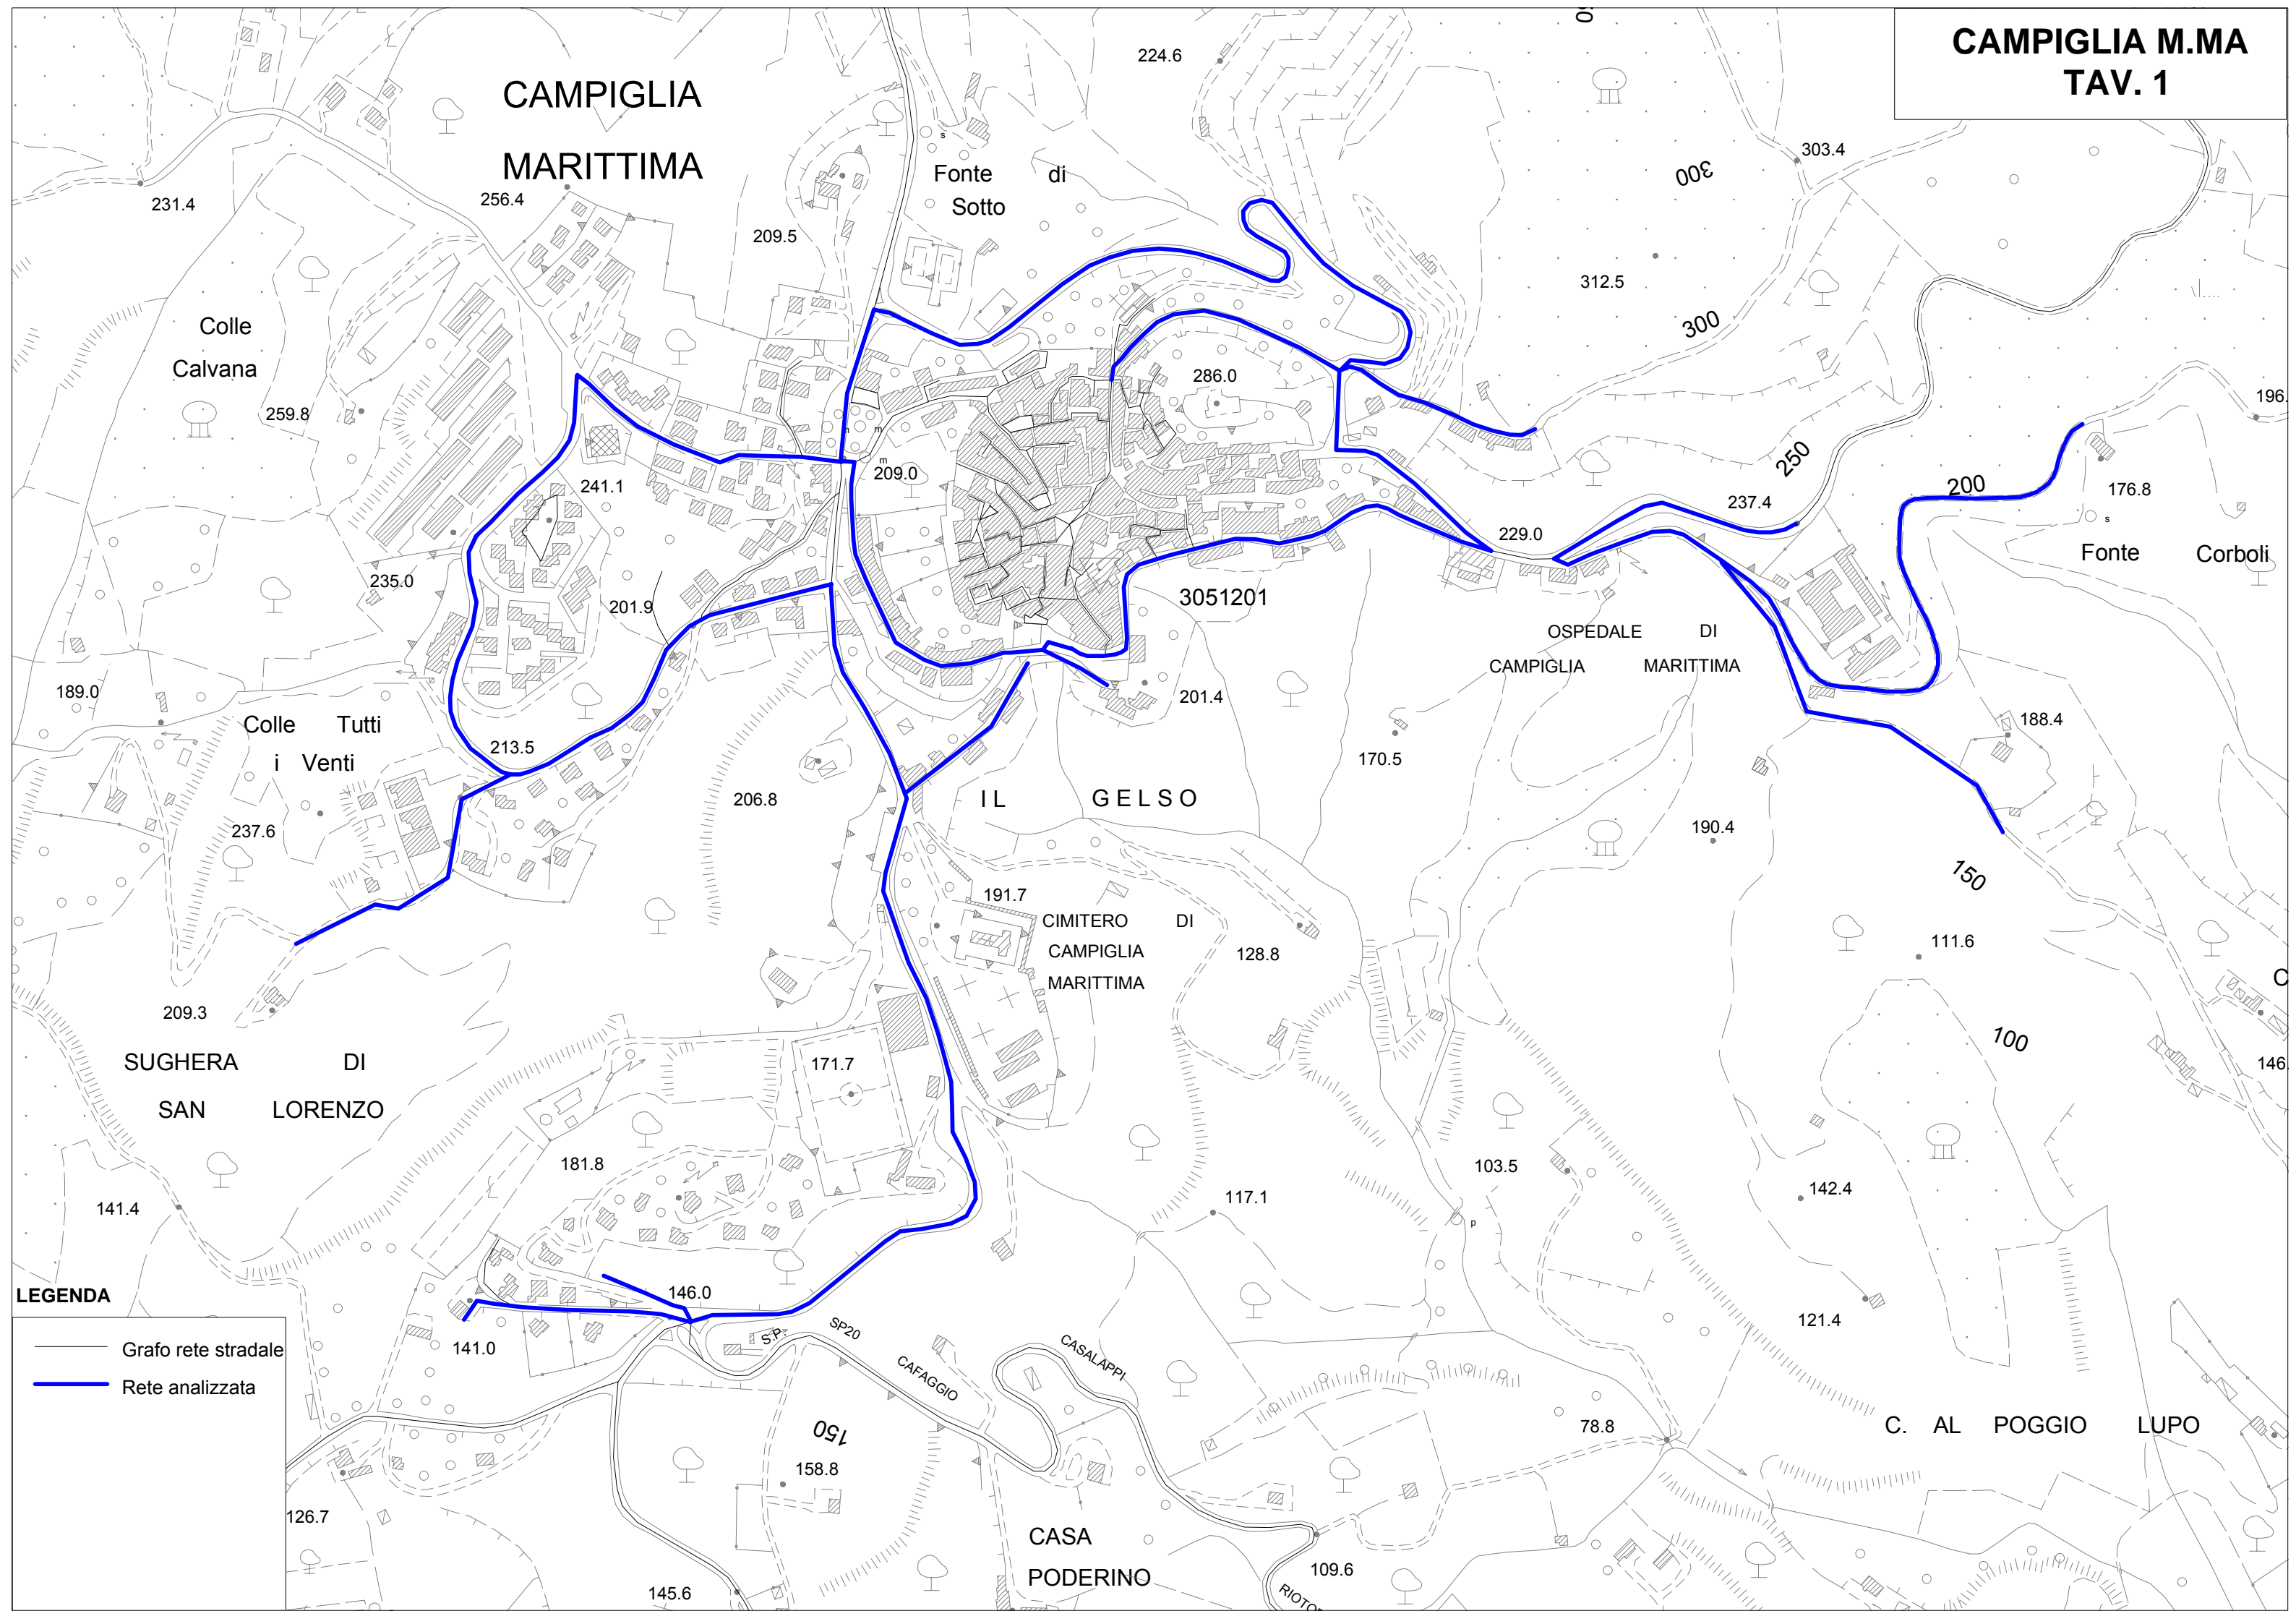 CAMPIGLIA M.MA
TAV. 1
224.6
CAMPIGLIA
MARITTIMA
s
303.4
300
Fonte di
Sotto
231.4
256.4
209.5
312.5
300
Colle
Calvana
259.8
286.0
196.
m
m
m
209.0
250
241.1
200
176.8
237.4
s
229.0
Fonte Corboli
235.0
201.9
3051201
OSPEDALE DI
CAMPIGLIA MARITTIMA
189.0
201.4
188.4
Colle Tutti
i Venti
213.5
170.5
206.8
IL GELSO
237.6
190.4
150
191.7
CIMITERO DI
CAMPIGLIA
MARITTIMA
128.8
111.6
C
209.3
100
SUGHERA DI
SAN LORENZO
171.7
146.
181.8
103.5
142.4
141.4
117.1
p
LEGENDA
146.0
121.4
Grafo rete stradale
Rete analizzata
141.0
S.P.
SP20
CAFAGGIO
CASALAPPI
150
78.8
C. AL POGGIO LUPO
158.8
126.7
CASA
PODERINO
109.6
145.6